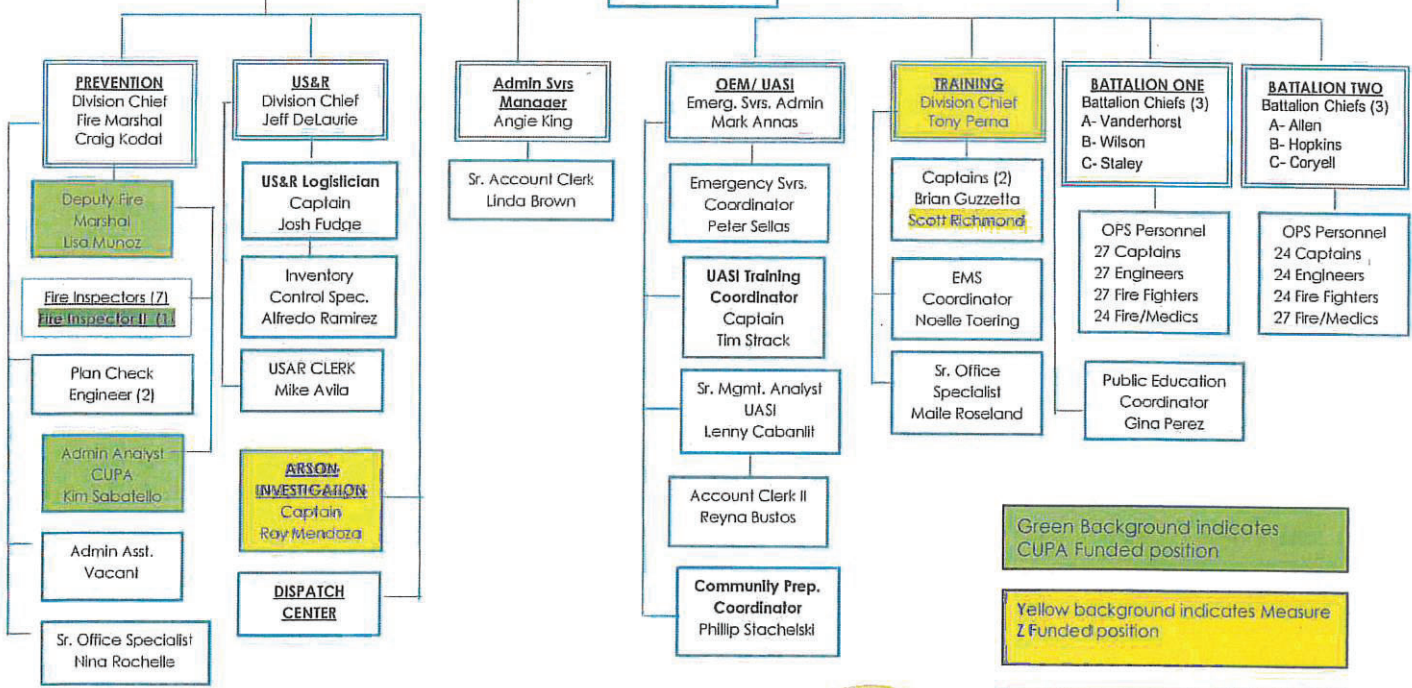 PREVENTION
Division Chief
Fire Marshal
Craig Kodat
Deputy Fire
Marshal
Lisa Munoz
Fire Inspectors (7)
Fire Inspector II (1)
Plan Check
Engineer (2)
Admin Analyst
CUPA
Kim Sabatello
Admin Asst.
Vacant
Sr. Office Specialist
Nina Rochelle
US&R
Division Chief
Jeff DeLaurie
US&R Logistician
Captain
Josh Fudge
Inventory
Control Spec.
Alfredo Ramirez
USAR CLERK
Mike Avila
ARSON
INVESTIGATION
Captain
Ray Mendoza
DISPATCH
CENTER
Admin Svrs
Manager
Angie King
Sr. Account Clerk
Linda Brown
OEM/ UASI
Emerg. Svrs. Admin
Mark Annas
Emergency Svrs.
Coordinator
Peter Sellas
UASI Training
Coordinator
Captain
Tim Strack
Sr. Mgmt. Analyst
UASI
Lenny Cabanlit
Account Clerk II
Reyna Bustos
Community Prep.
Coordinator
Phillip Stachelski
TRAINING
Division Chief
Tony Perna
Captains (2)
Brian Guzzetta
Scott Richmond
EMS
Coordinator
Noelle Toering
Sr. Office
Specialist
Maile Roseland
BATTALION ONE
Battalion Chiefs (3)
A- Vanderhorst
B- Wilson
C- Staley
OPS Personnel
27 Captains
27 Engineers
27 Fire Fighters
24 Fire/Medics
Public Education
Coordinator
Gina Perez
BATTALION TWO
Battalion Chiefs (3)
A- Allen
B- Hopkins
C- Coryell
OPS Personnel
24 Captains
24 Engineers
24 Fire Fighters
27 Fire/Medics
Green Background indicates
CUPA Funded position
Yellow background indicates Measure
Z Funded position